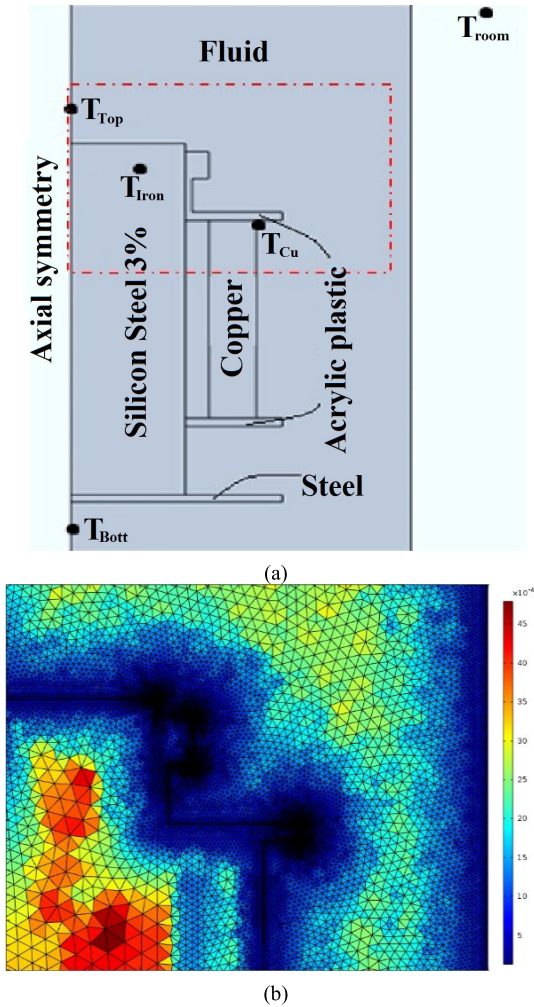 Fluid
T_room
T_Top
T_Iron
T_Cu
Axial symmetry
Silicon Steel 3%
Copper
Acrylic plastic
Steel
T_Bott
(a)
×10⁻⁴
45
40
35
30
25
20
15
10
5
(b)